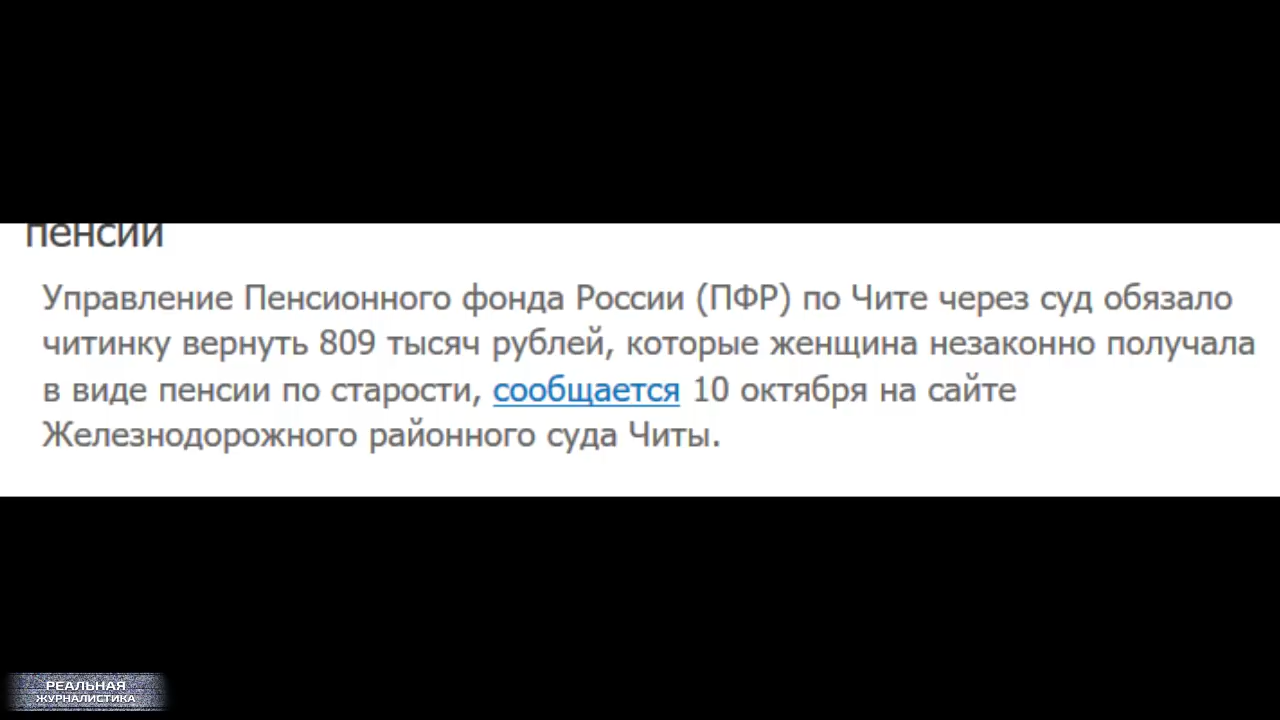 пенсии
Управление Пенсионного фонда России (ПФР) по Чите через суд обязало
читинку вернуть 809 тысяч рублей, которые женщина незаконно получала
в виде пенсии по старости, сообщается 10 октября на сайте
Железнодорожного районного суда Читы.
РЕАЛЬНАЯ
ЖУРНАЛИСТИКА